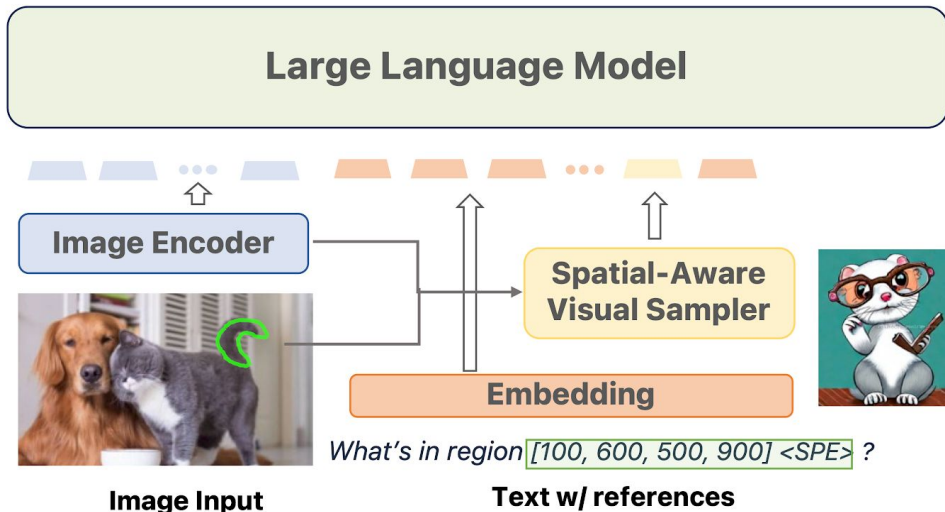 Large Language Model
Image Encoder
Spatial-Aware
Visual Sampler
Embedding
What's in region [100, 600, 500, 900] <SPE> ?
Image Input
Text w/ references